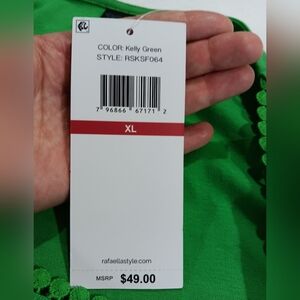 COLOR: Kelly Green
STYLE: RSKSF064
7 96866 67171 2
XL
rafaellastyle.com
MSRP $49.00